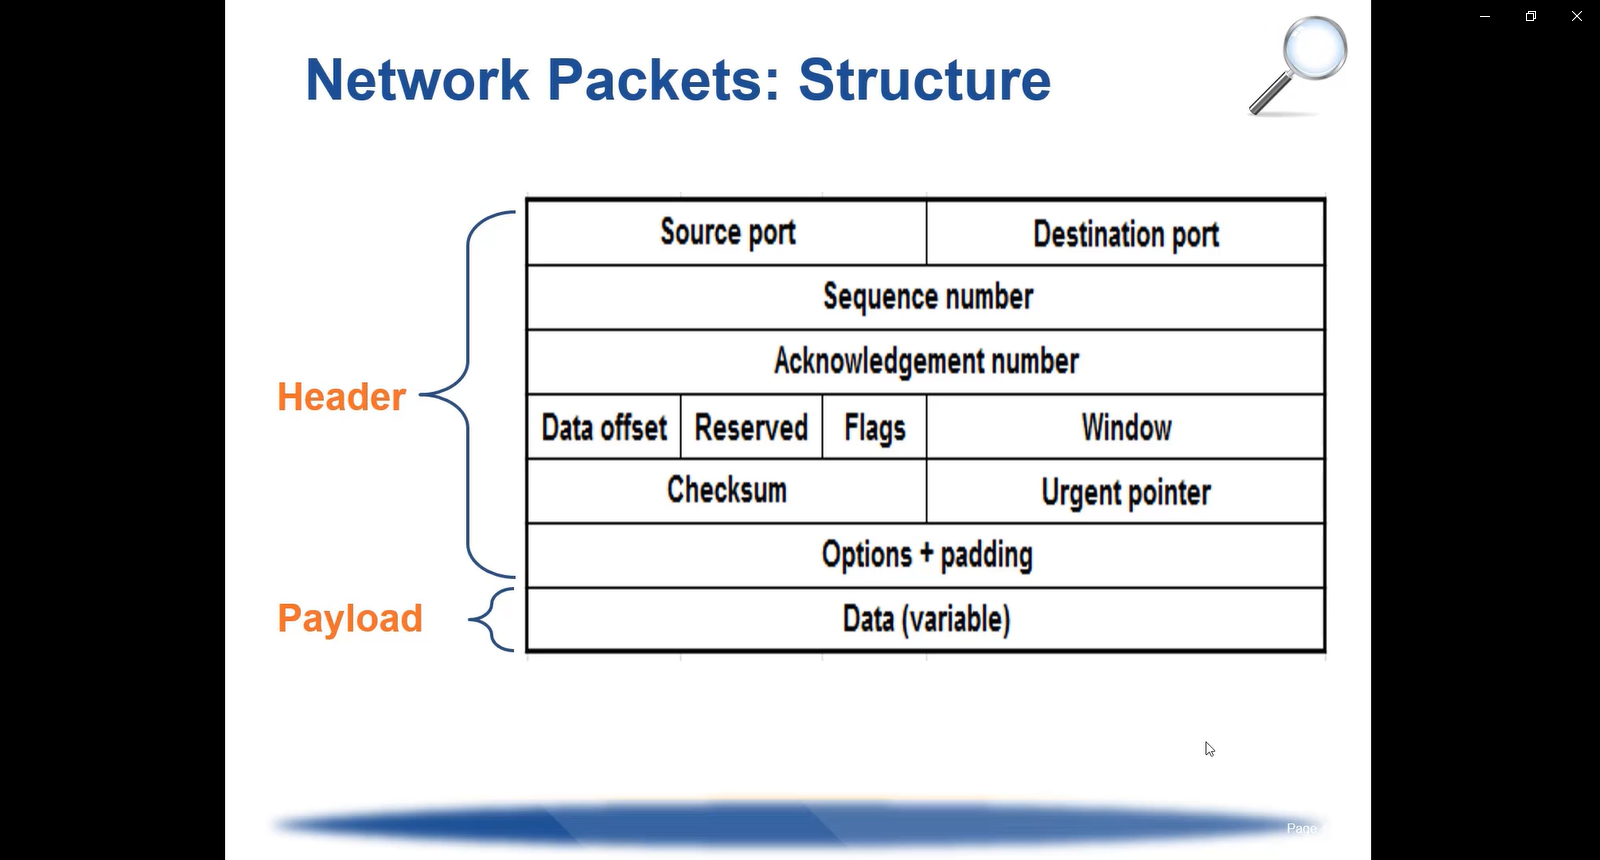 Network Packets: Structure
Source port Destination port
Sequence number
Acknowledgement number
Header
Data offset Reserved Flags Window
Checksum Urgent pointer
Options + padding
Payload
Data (variable)
Page